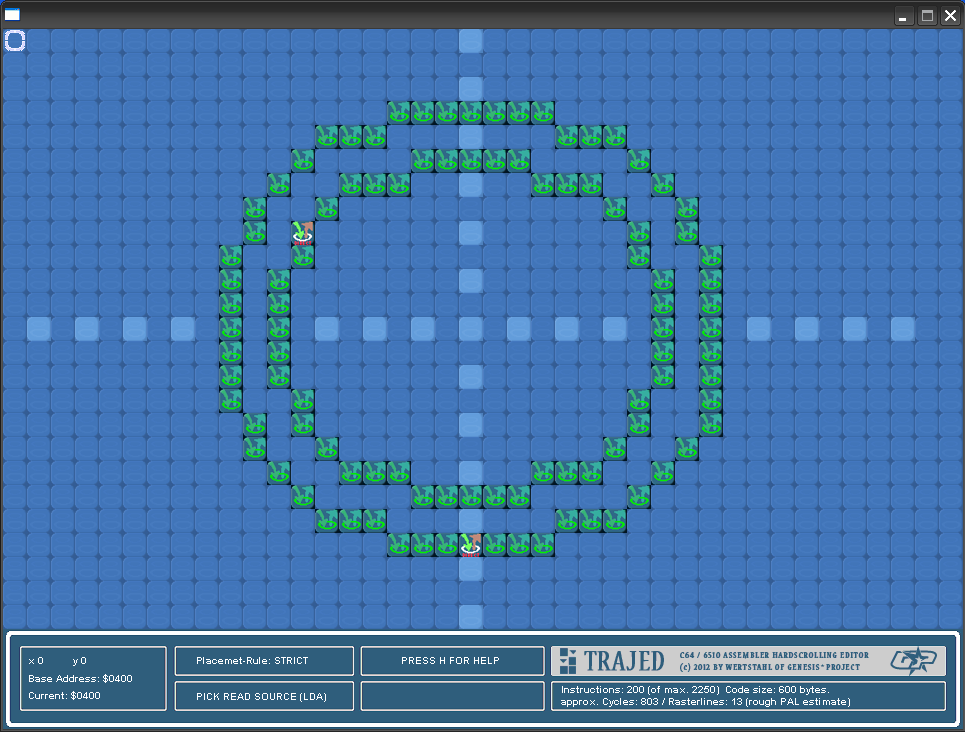 x 0 y 0
Base Address: $0400
Current: $0400
Placemet-Rule: STRICT
PICK READ SOURCE (LDA)
PRESS H FOR HELP
TRAJED
C64 / 6510 ASSEMBLER HARDSCROLLING EDITOR
(c) 2012 BY WERTSTAHL OF GENESIS*PROJECT
Instructions: 200 (of max. 2250) Code size: 600 bytes.
approx. Cycles: 803 / Rasterlines: 13 (rough PAL estimate)